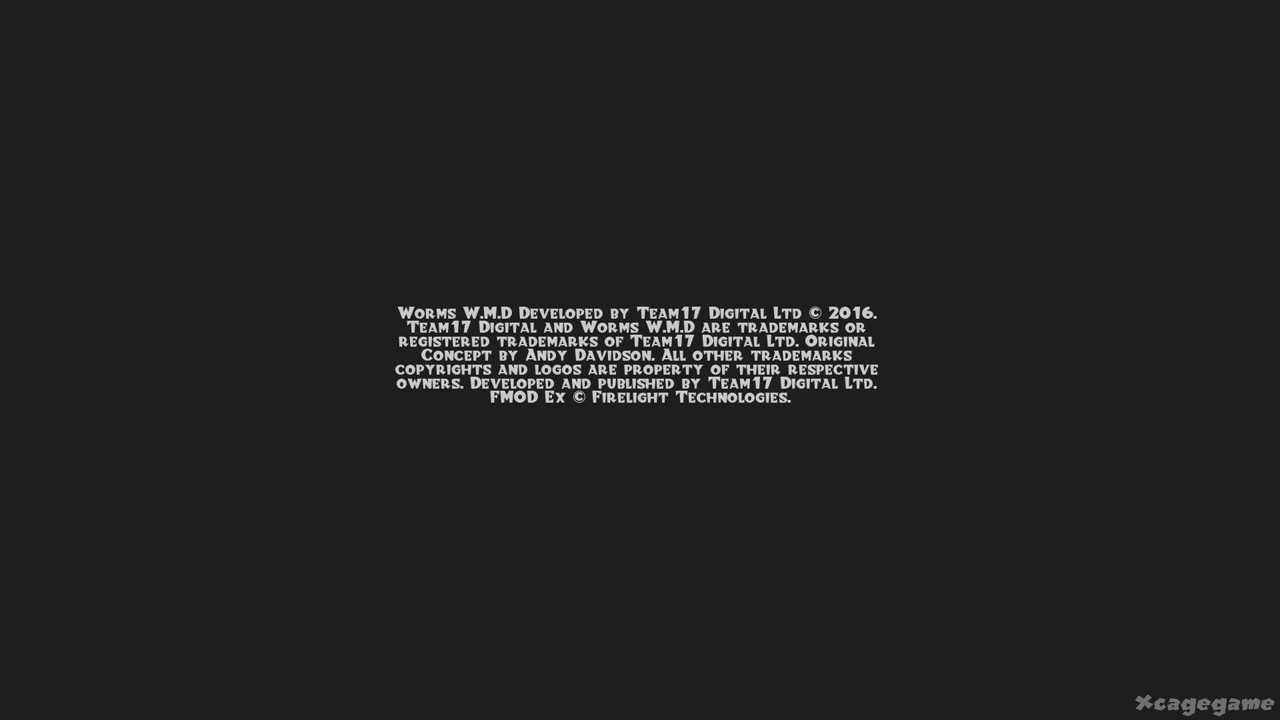 Worms W.M.D Developed by Team17 Digital Ltd © 2016.
Team17 Digital and Worms W.M.D are trademarks or
registered trademarks of Team17 Digital Ltd. Original
Concept by Andy Davidson. All other trademarks
copyrights and logos are property of their respective
owners. Developed and published by Team17 Digital Ltd.
FMOD Ex © Firelight Technologies.
Xcagegame